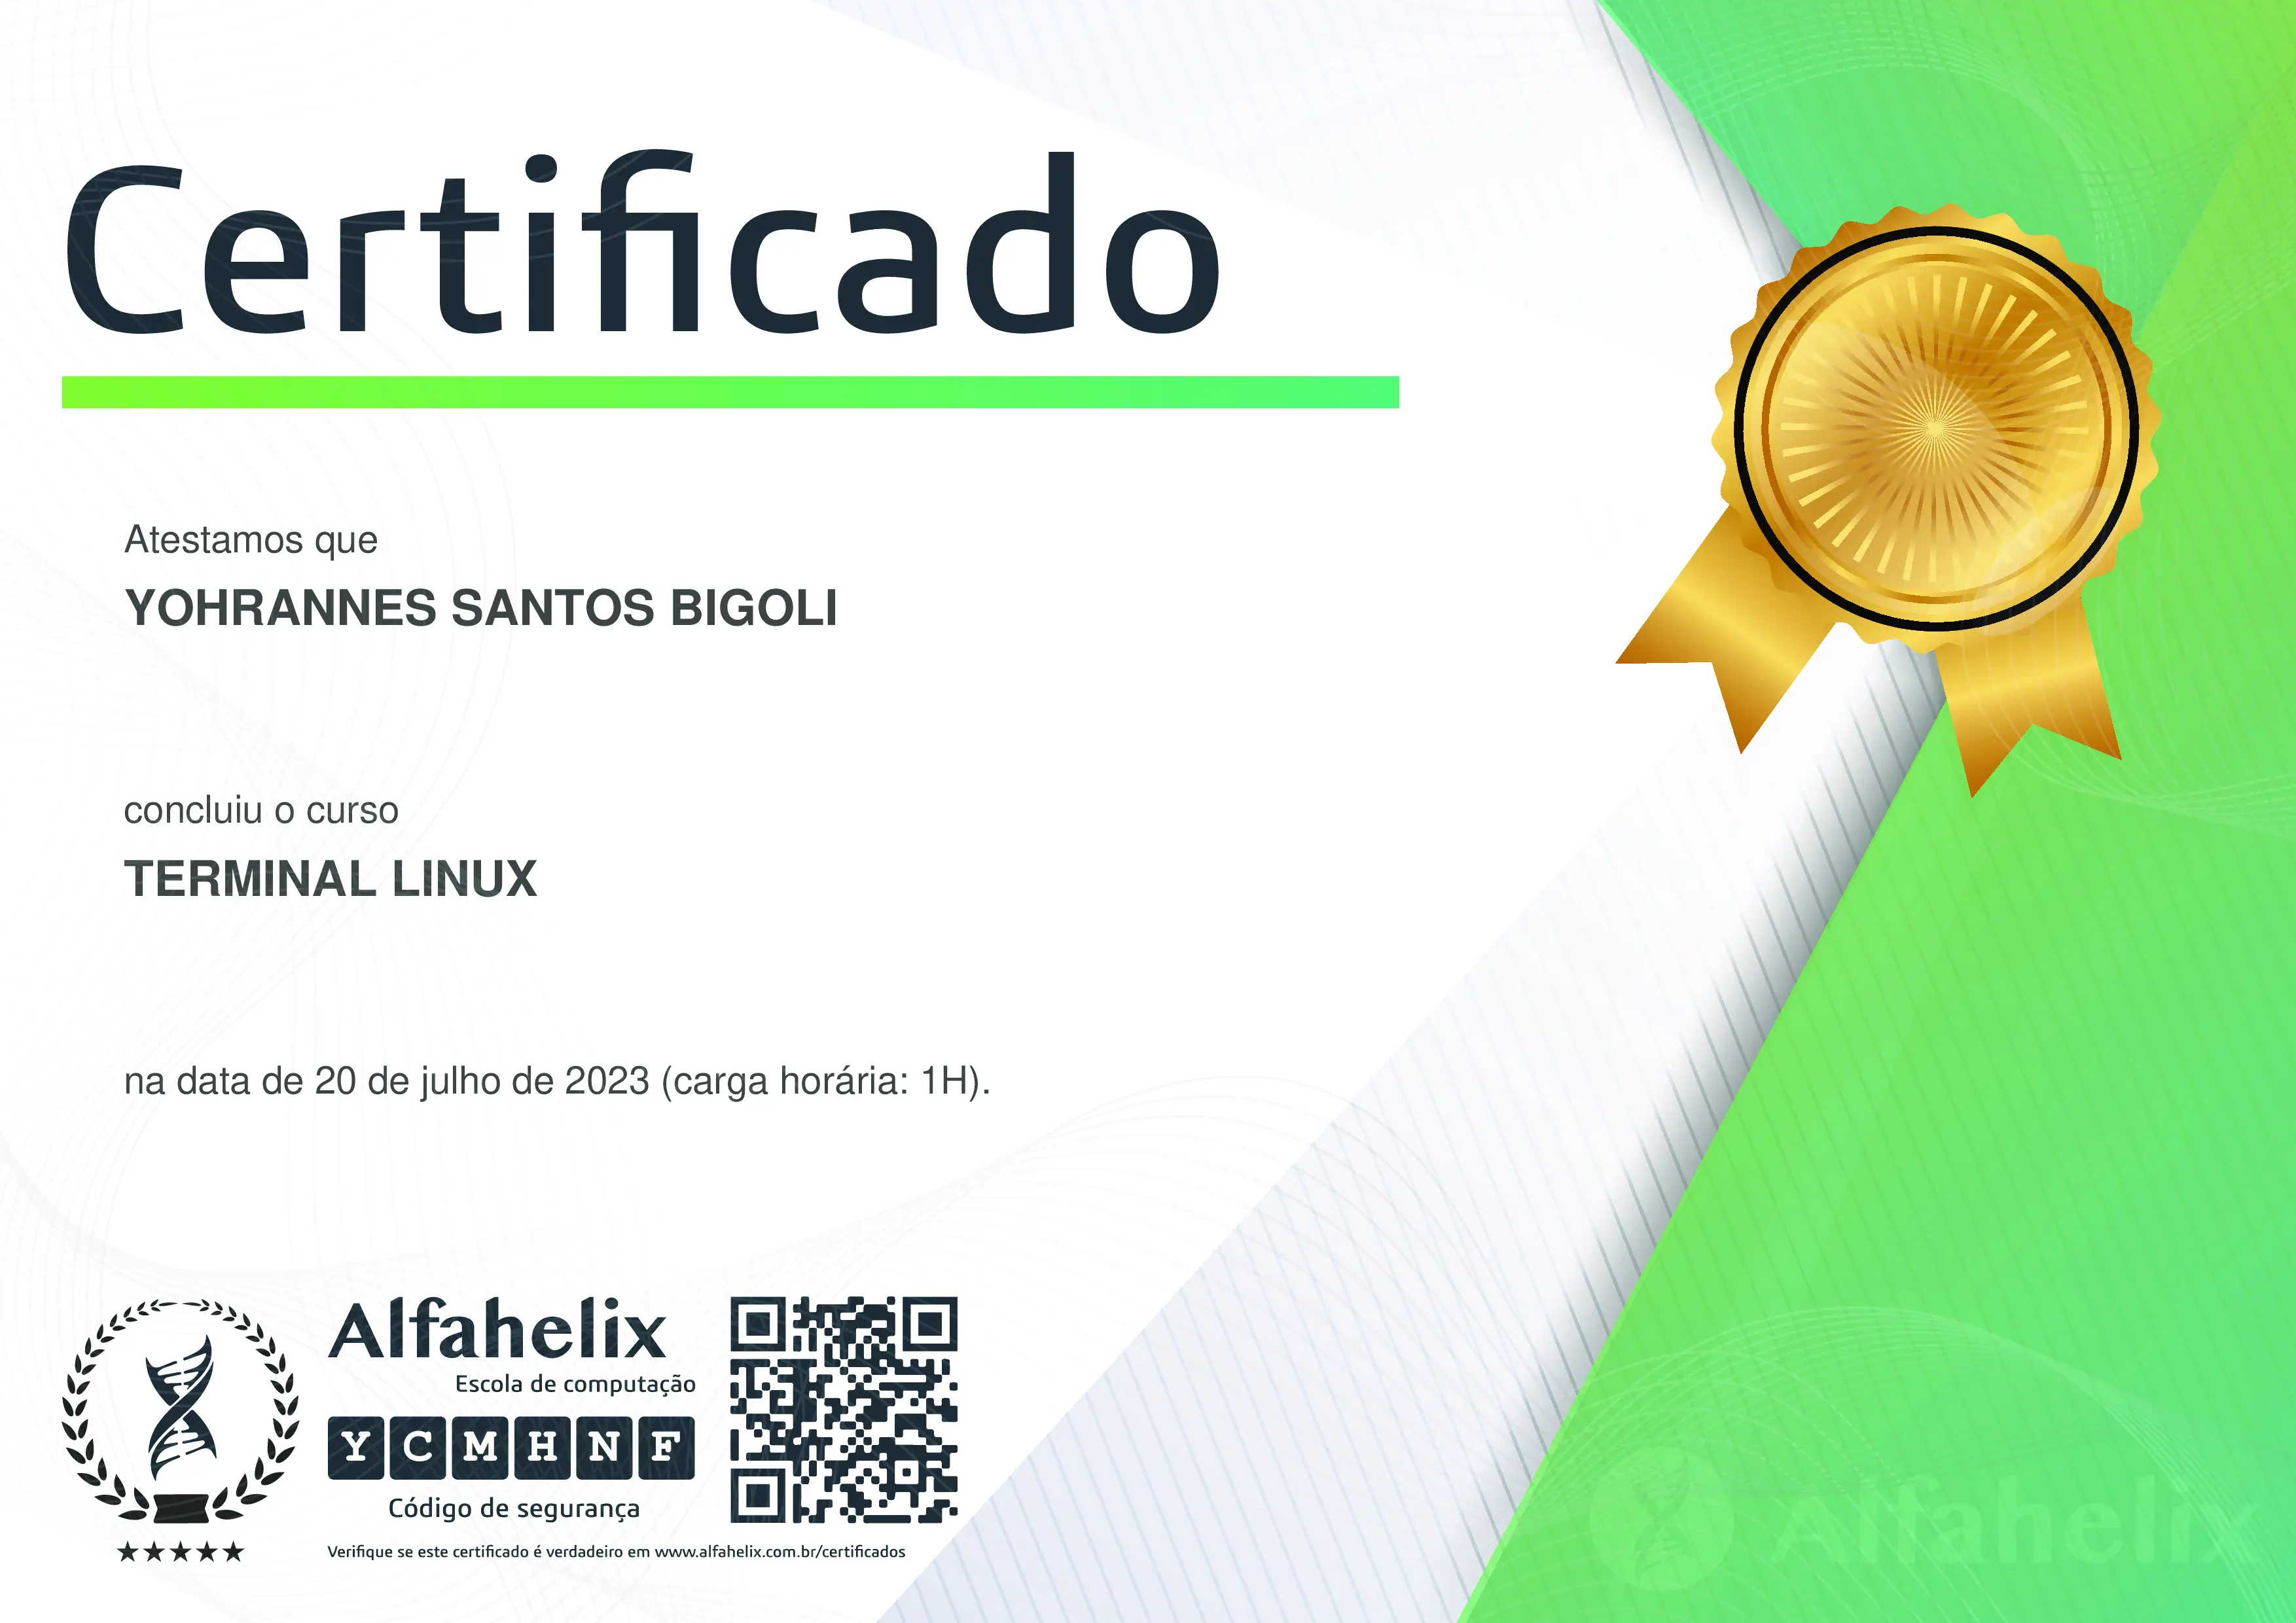 Certificado
Atestamos que
YOHRANNES SANTOS BIGOLI
concluiu o curso
TERMINAL LINUX
na data de 20 de julho de 2023 (carga horária: 1H).
Alfahelix
Escola de computação
YCMHNF
Código de segurança
Verifique se este certificado é verdadeiro em www.alfahelix.com.br/certificados
Alfahelix